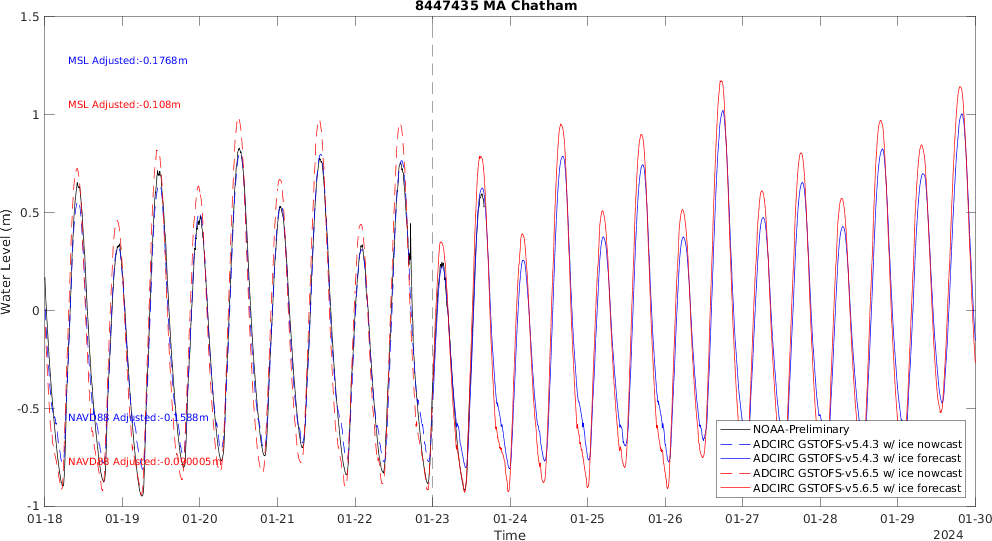 8447435 MA Chatham
1.5
1
0.5
0
-0.5
-1
Water Level (m)
MSL Adjusted:-0.1768m
MSL Adjusted:-0.108m
NAVD88 Adjusted:-0.1588m
NOAA-Preliminary
ADCIRC GSTOFS-v5.4.3 w/ ice nowcast
ADCIRC GSTOFS-v5.4.3 w/ ice forecast
ADCIRC GSTOFS-v5.6.5 w/ ice nowcast
ADCIRC GSTOFS-v5.6.5 w/ ice forecast
01-18 01-19 01-20 01-21 01-22 01-23 01-24 01-25 01-26 01-27 01-28 01-29 01-30
Time
2024